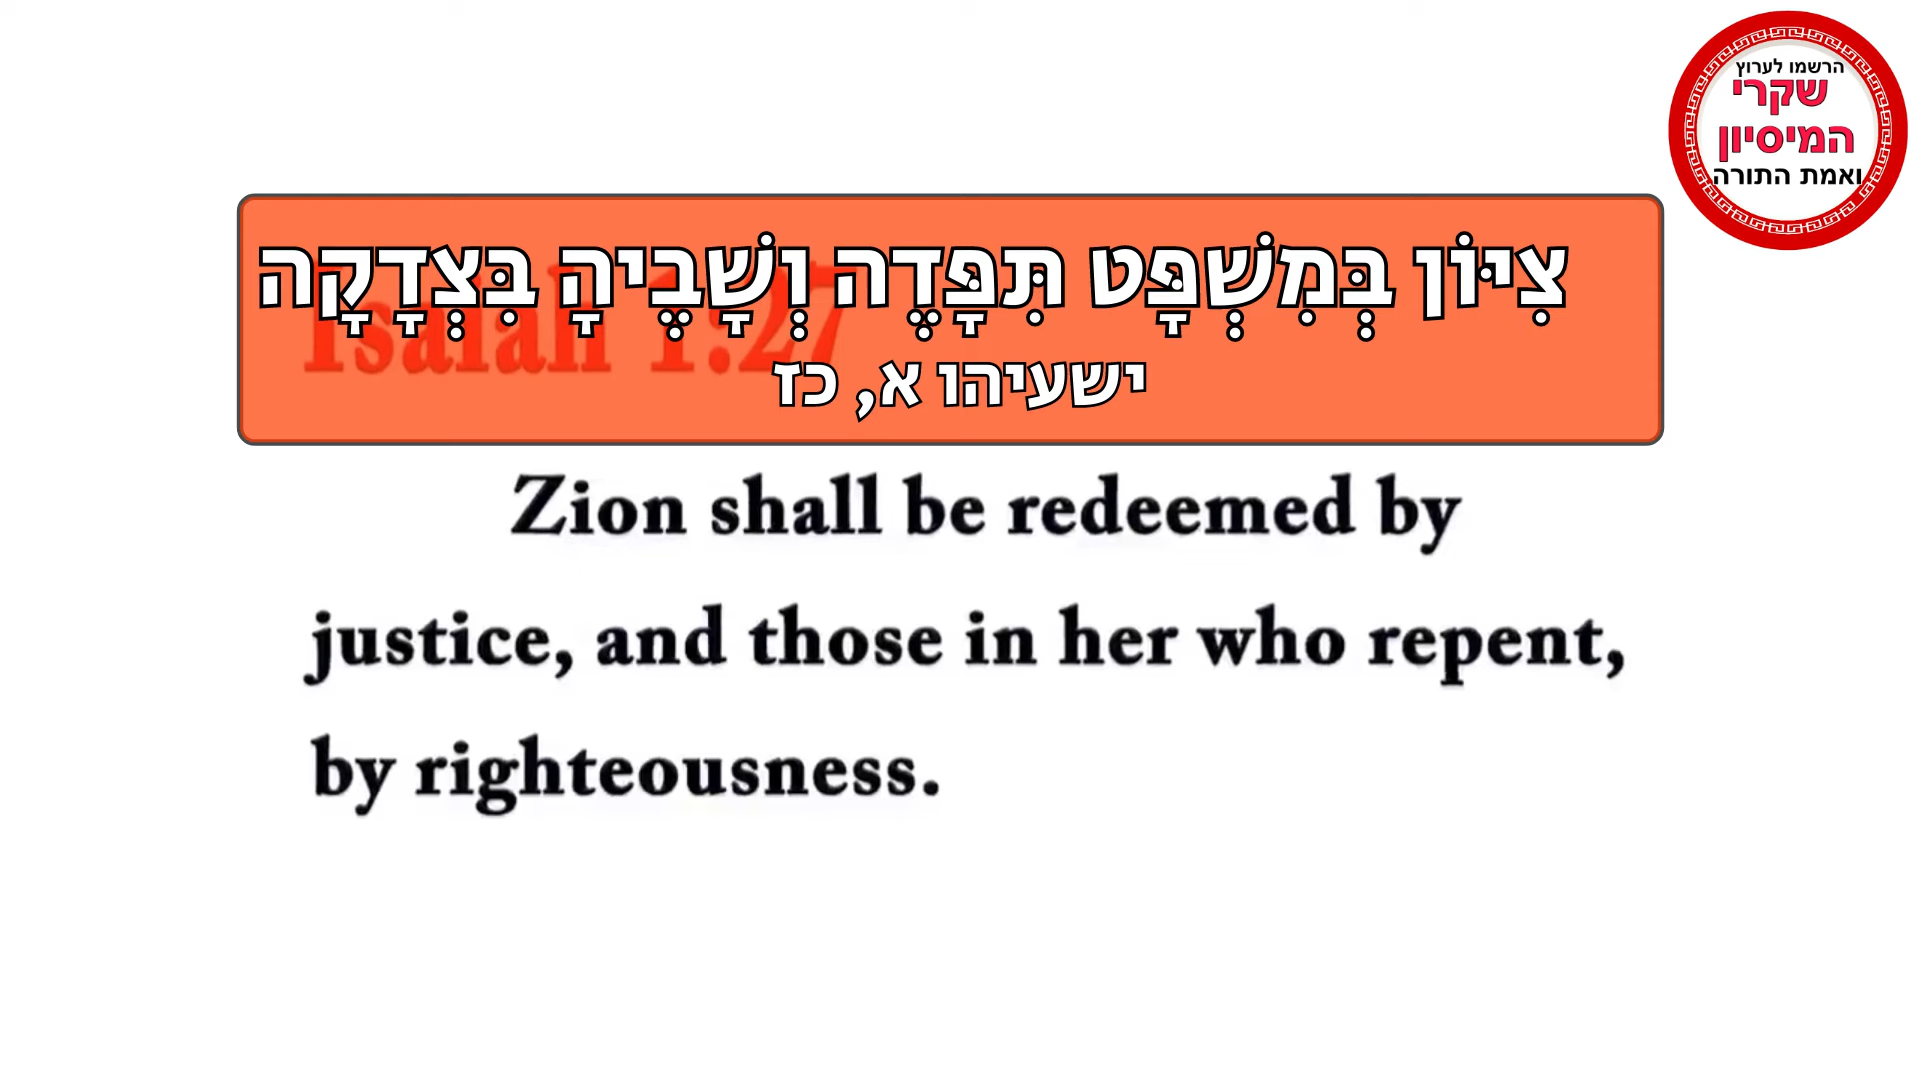 הרשמו לערוץ
שקרי
המיסיון
ואמת התורה
צִיּוֹן בְּמִשְׁפָּט תִּפָּדֶה וְשָׁבֶיהָ בִּצְדָקָה
Isaiah 1:27
ישעיהו א, כז
Zion shall be redeemed by
justice, and those in her who repent,
by righteousness.